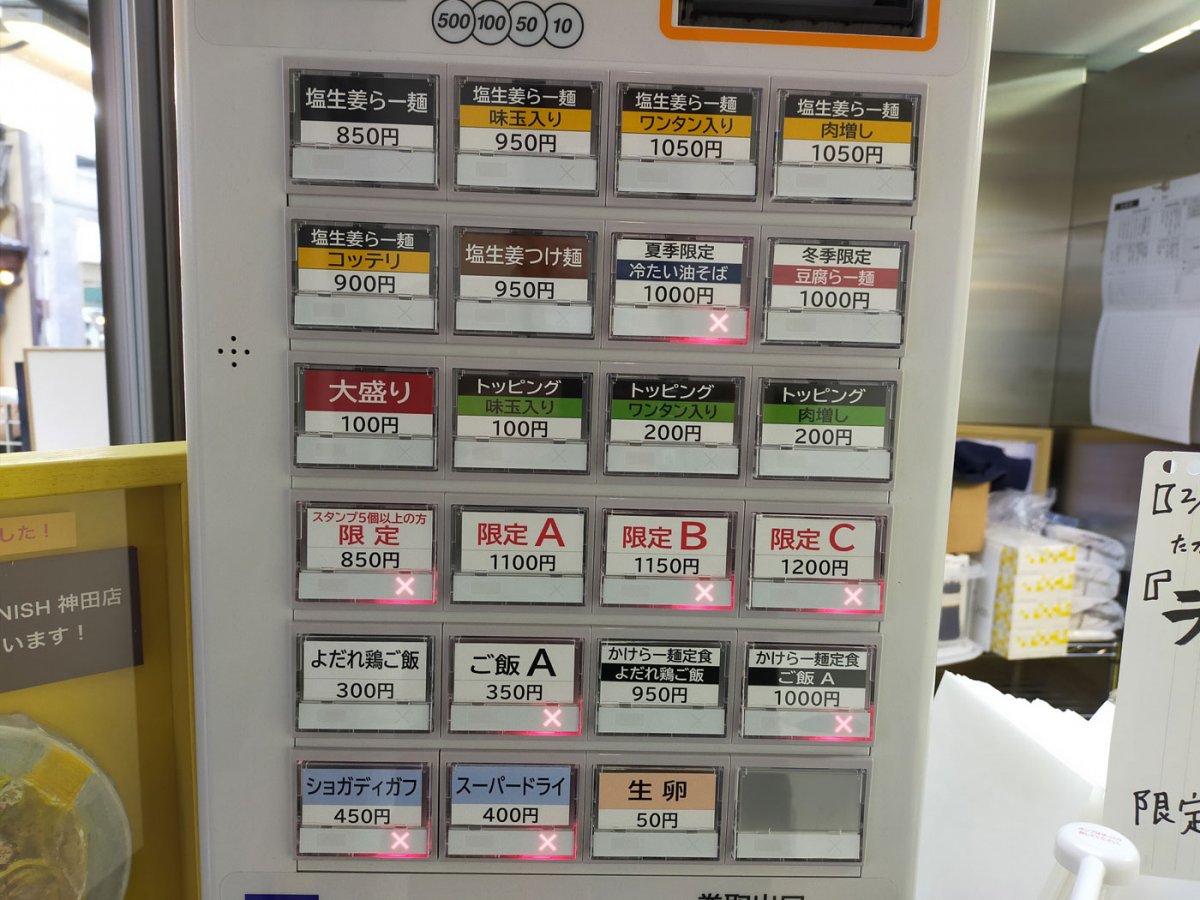 500 100 50 10
塩生姜らー麺
850円
塩生姜らー麺
味玉入り
950円
塩生姜らー麺
ワンタン入り
1050円
塩生姜らー麺
肉増し
1050円
塩生姜らー麺
コッテリ
900円
塩生姜つけ麺
950円
夏季限定
冷たい油そば
1000円
×
冬季限定
豆腐らー麺
1000円
大盛り
100円
トッピング
味玉入り
100円
トッピング
ワンタン入り
200円
トッピング
肉増し
200円
スタンプ5個以上の方
限定
850円
×
限定A
1100円
限定B
1150円
×
限定C
1200円
×
よだれ鶏ご飯
300円
ご飯A
350円
×
かけらー麺定食
よだれ鶏ご飯
950円
かけらー麺定食
ご飯A
1000円
×
ショガディガフ
450円
×
スーパードライ
400円
×
生卵
50円
した！
NISH 神田店
います！
限定